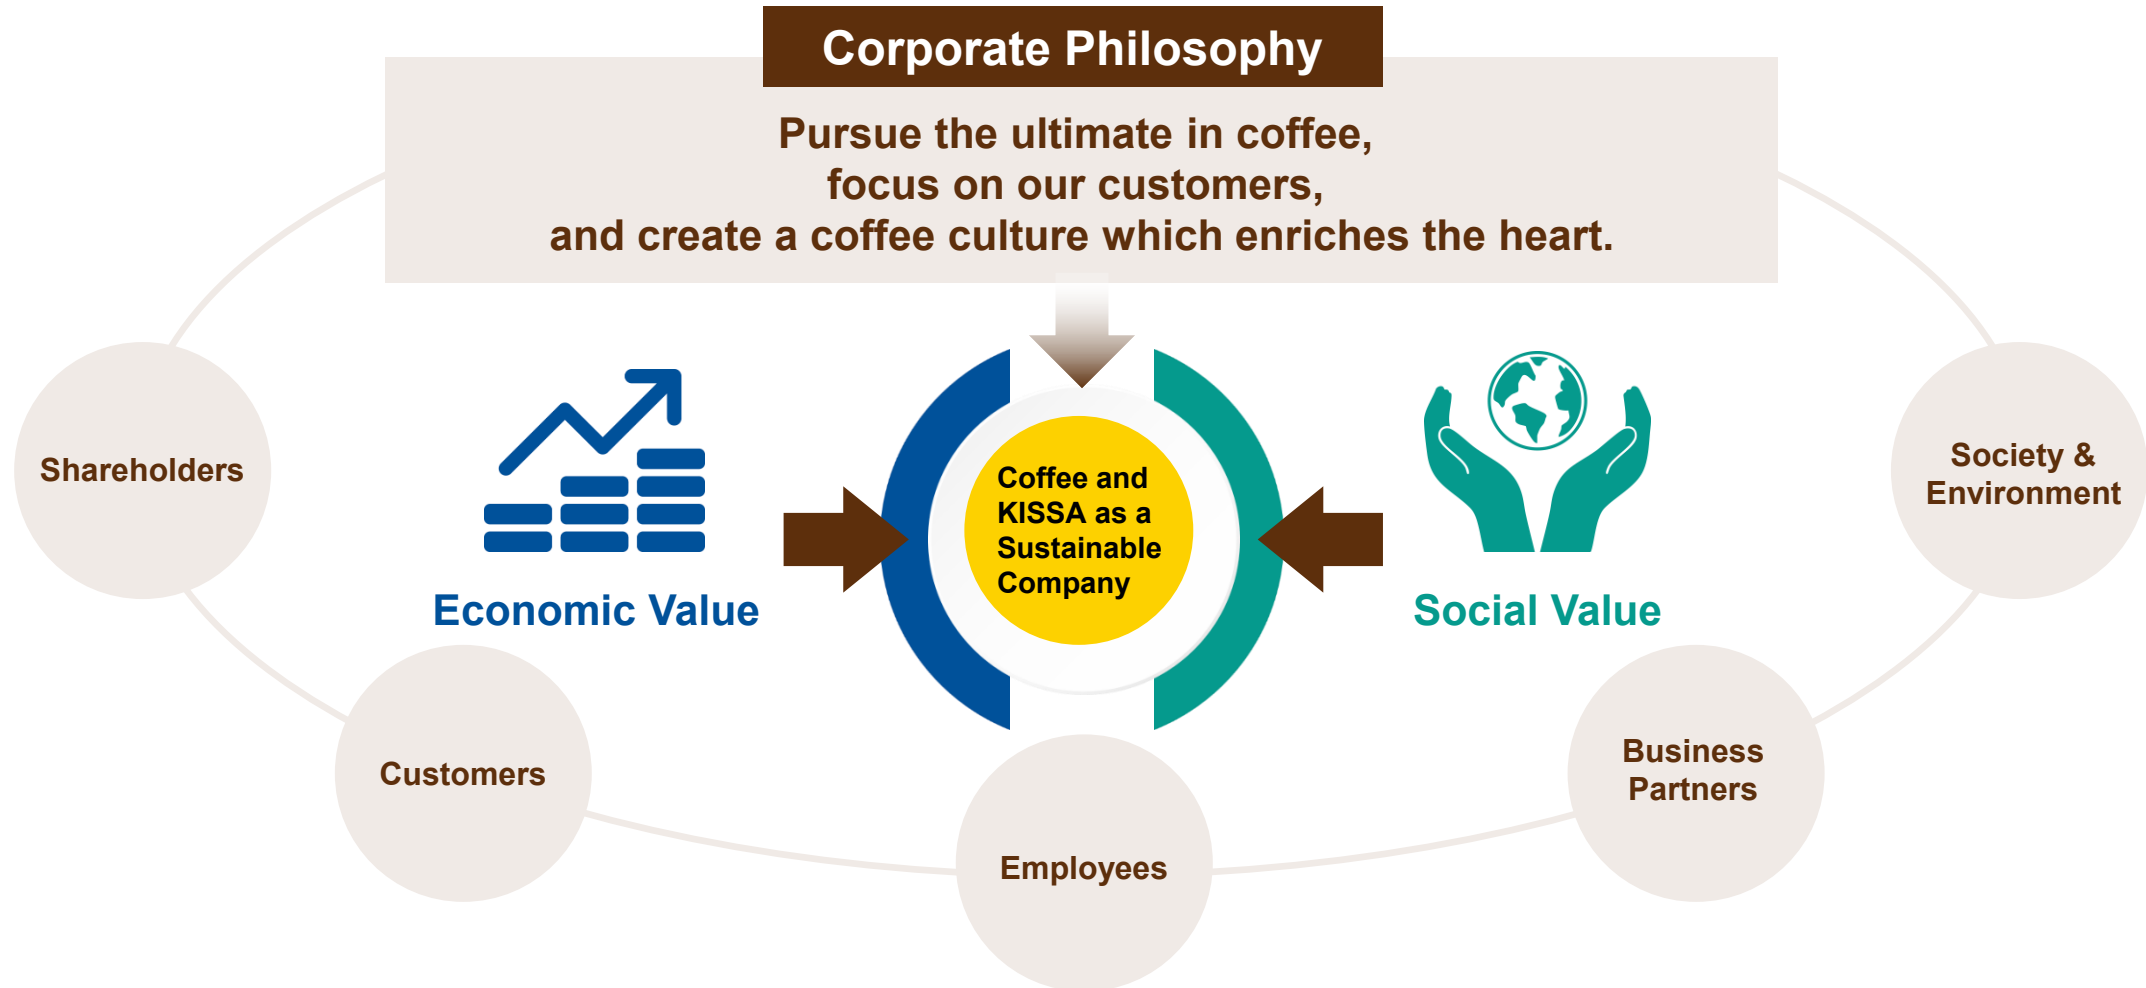 Corporate Philosophy
Pursue the ultimate in coffee,
focus on our customers,
and create a coffee culture which enriches the heart.
Shareholders
Economic Value
Coffee and
KISSA as a
Sustainable
Company
Social Value
Society &
Environment
Customers
Employees
Business
Partners